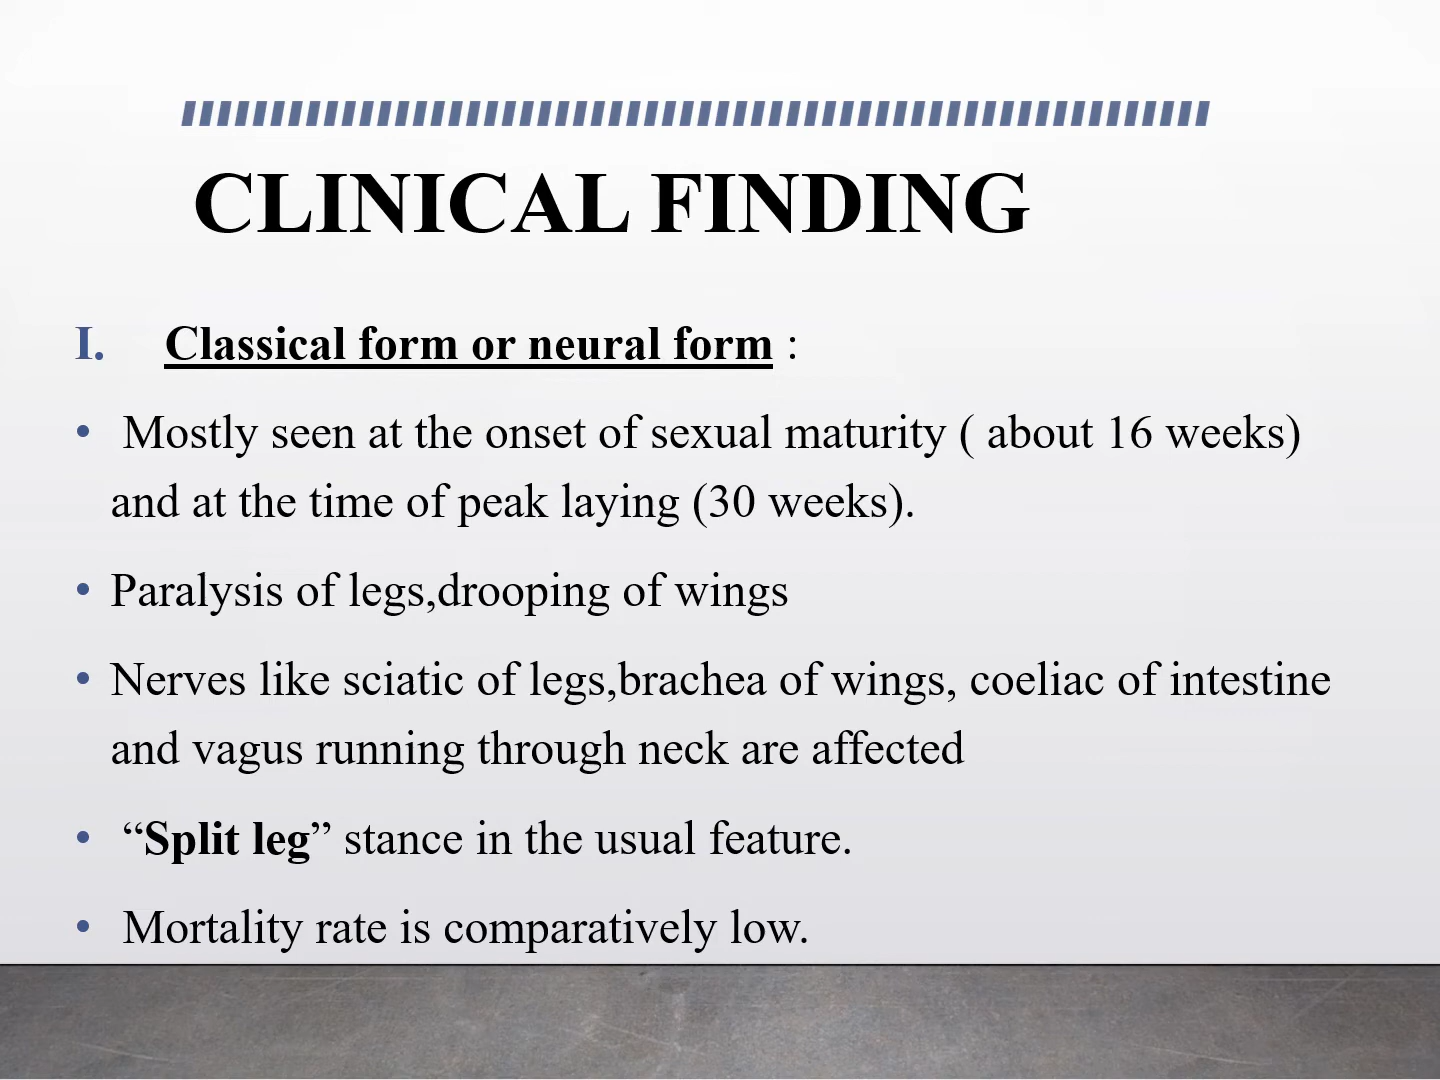 CLINICAL FINDING
I. Classical form or neural form :
• Mostly seen at the onset of sexual maturity ( about 16 weeks)
and at the time of peak laying (30 weeks).
• Paralysis of legs,drooping of wings
• Nerves like sciatic of legs,brachea of wings, coeliac of intestine
and vagus running through neck are affected
• “Split leg” stance in the usual feature.
• Mortality rate is comparatively low.